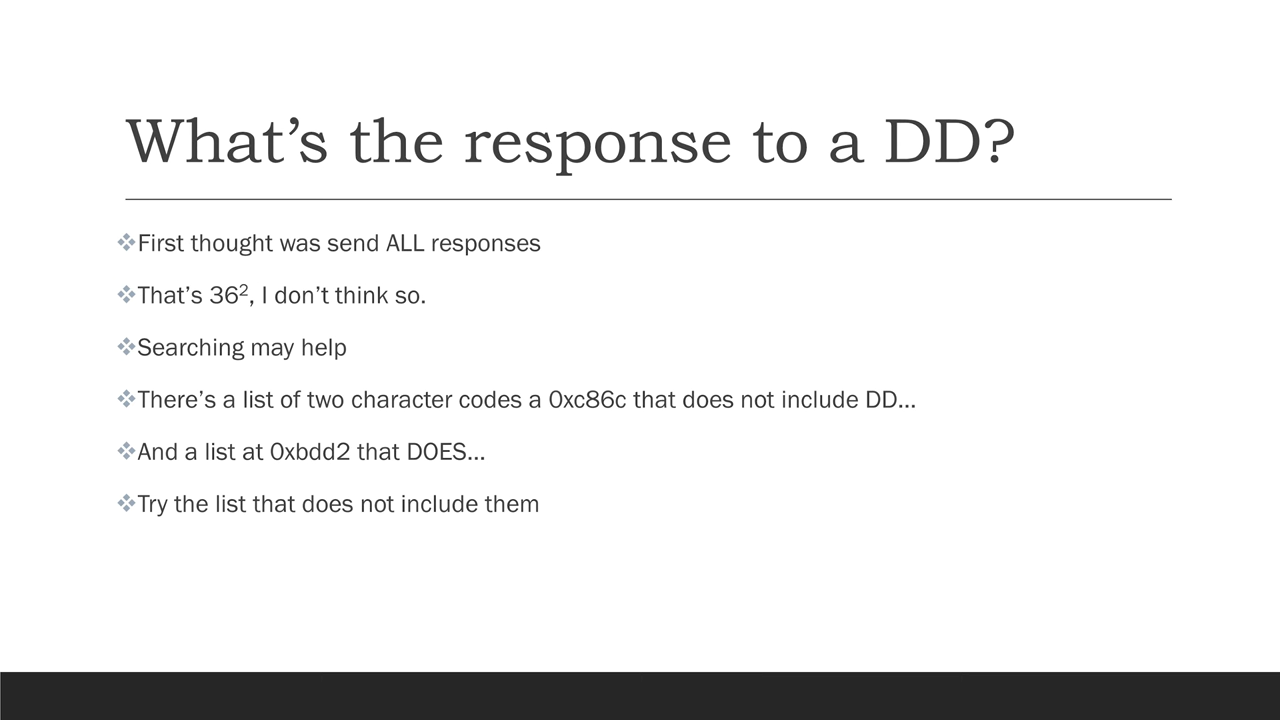 What’s the response to a DD?
❖First thought was send ALL responses
❖That’s 36², I don’t think so.
❖Searching may help
❖There’s a list of two character codes a 0xc86c that does not include DD…
❖And a list at 0xbdd2 that DOES…
❖Try the list that does not include them